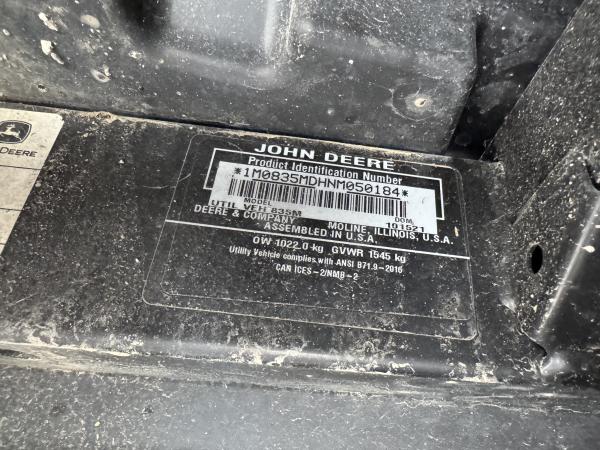 DEERE
JOHN DEERE
Product Identification Number
*1M0835MDHNM050184*
MODEL DOM
UTIL VEH 835M 101521
DEERE & COMPANY MOLINE, ILLINOIS, U.S.A.
ASSEMBLED IN U.S.A.
OW 1022.0 kg GVWR 1545 kg
Utility Vehicle complies with ANSI B71.9-2016
CAN ICES-2/NMB-2